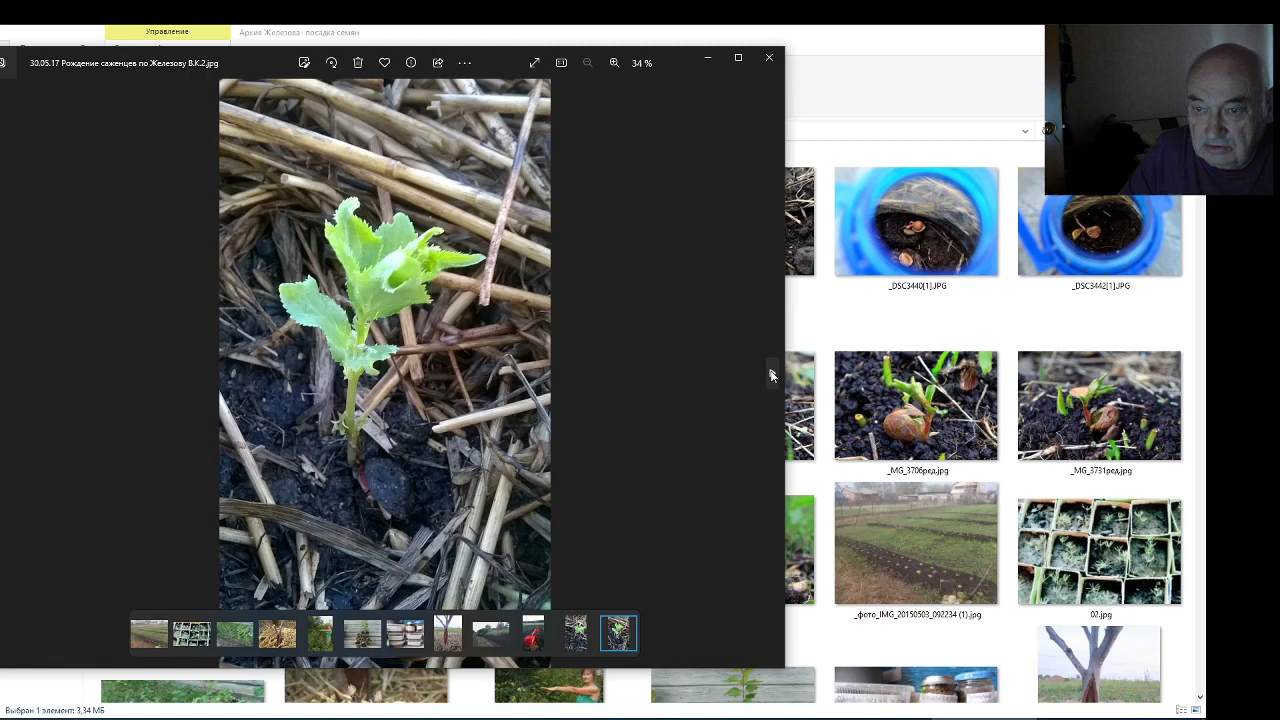 Управление
Архив Железова- посадка семян
30.05.17 Рождение саженцев по Железову В.К.2.jpg
34 %
_DSC3440[1].JPG
_DSC3442[1].JPG
_MG_3706ред.jpg
_MG_3731ред.jpg
_фото_IMG_20150503_092234 (1).jpg
02.jpg
Выбран 1 элемент: 3,34 МБ